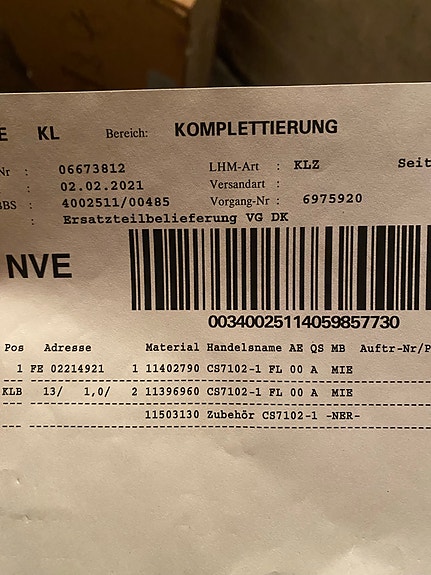 E KL Bereich: KOMPLETTIERUNG
Nr : 06673812 LHM-Art : KLZ Seit
: 02.02.2021 Versandart :
BS : 4002511/00485 Vorgang-Nr : 6975920
: Ersatzteilbelieferung VG DK
NVE
00340025114059857730
Pos Adresse Material Handelsname AE QS MB Auftr-Nr/P
1 FE 02214921 1 11402790 CS7102-1 FL 00 A MIE
KLB 13/ 1,0/ 2 11396960 CS7102-1 FL 00 A MIE
11503130 Zubehör CS7102-1 -NER-